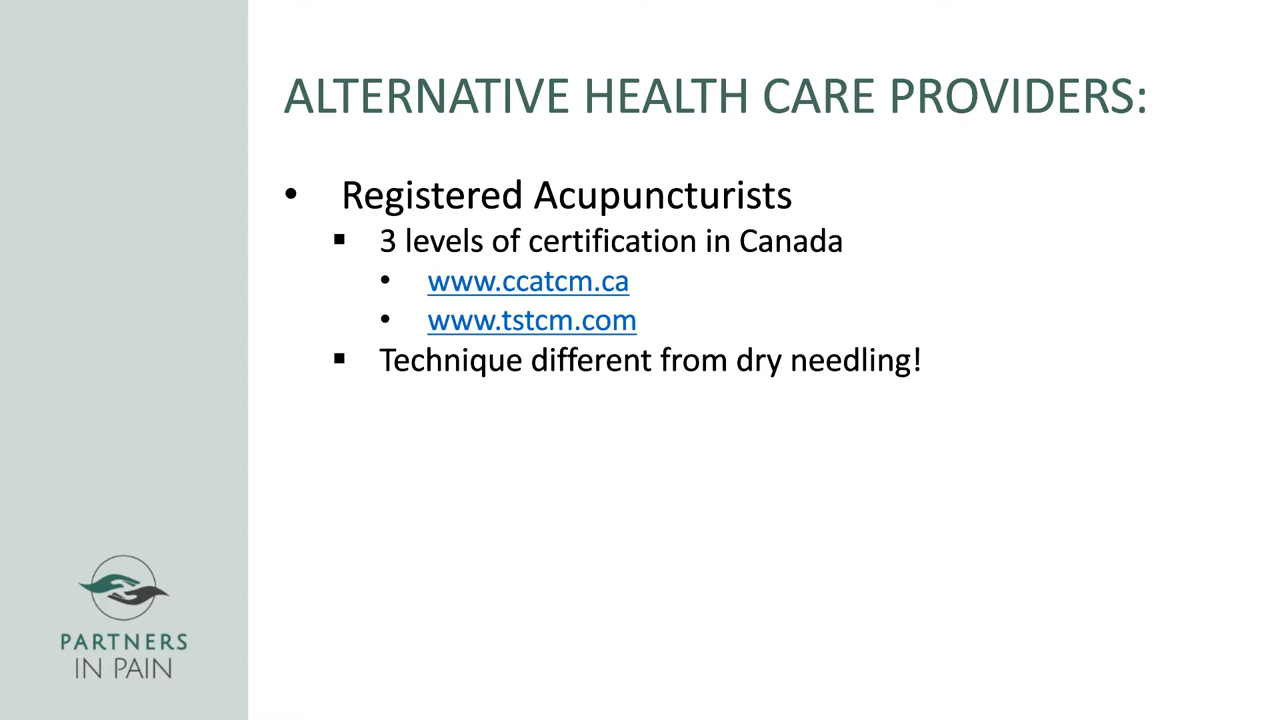 ALTERNATIVE HEALTH CARE PROVIDERS:
• Registered Acupuncturists
▪ 3 levels of certification in Canada
• www.ccatcm.ca
• www.tstcm.com
▪ Technique different from dry needling!
PARTNERS
IN PAIN